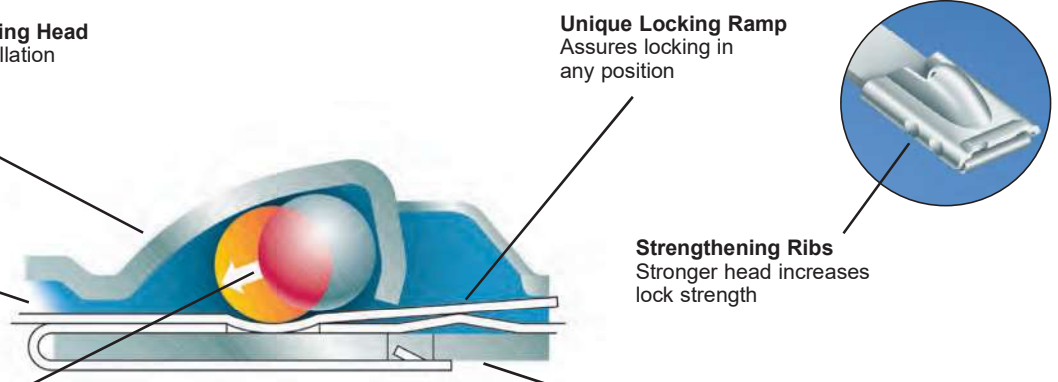 ing Head
llation
Unique Locking Ramp
Assures locking in
any position
Strengthening Ribs
Stronger head increases
lock strength